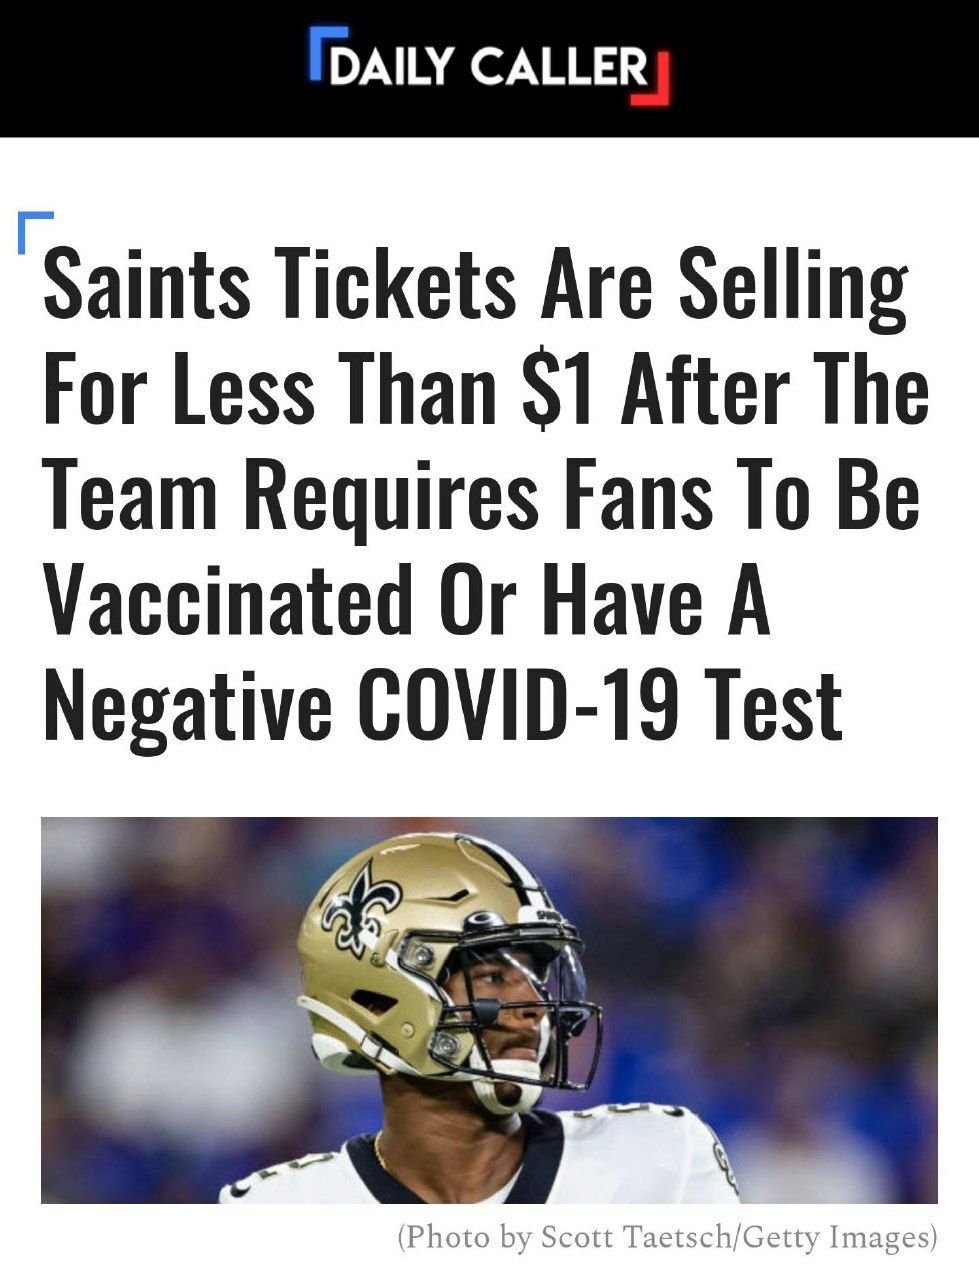 DAILY CALLER
Saints Tickets Are Selling
For Less Than $1 After The
Team Requires Fans To Be
Vaccinated Or Have A
Negative COVID-19 Test
(Photo by Scott Taetsch/Getty Images)